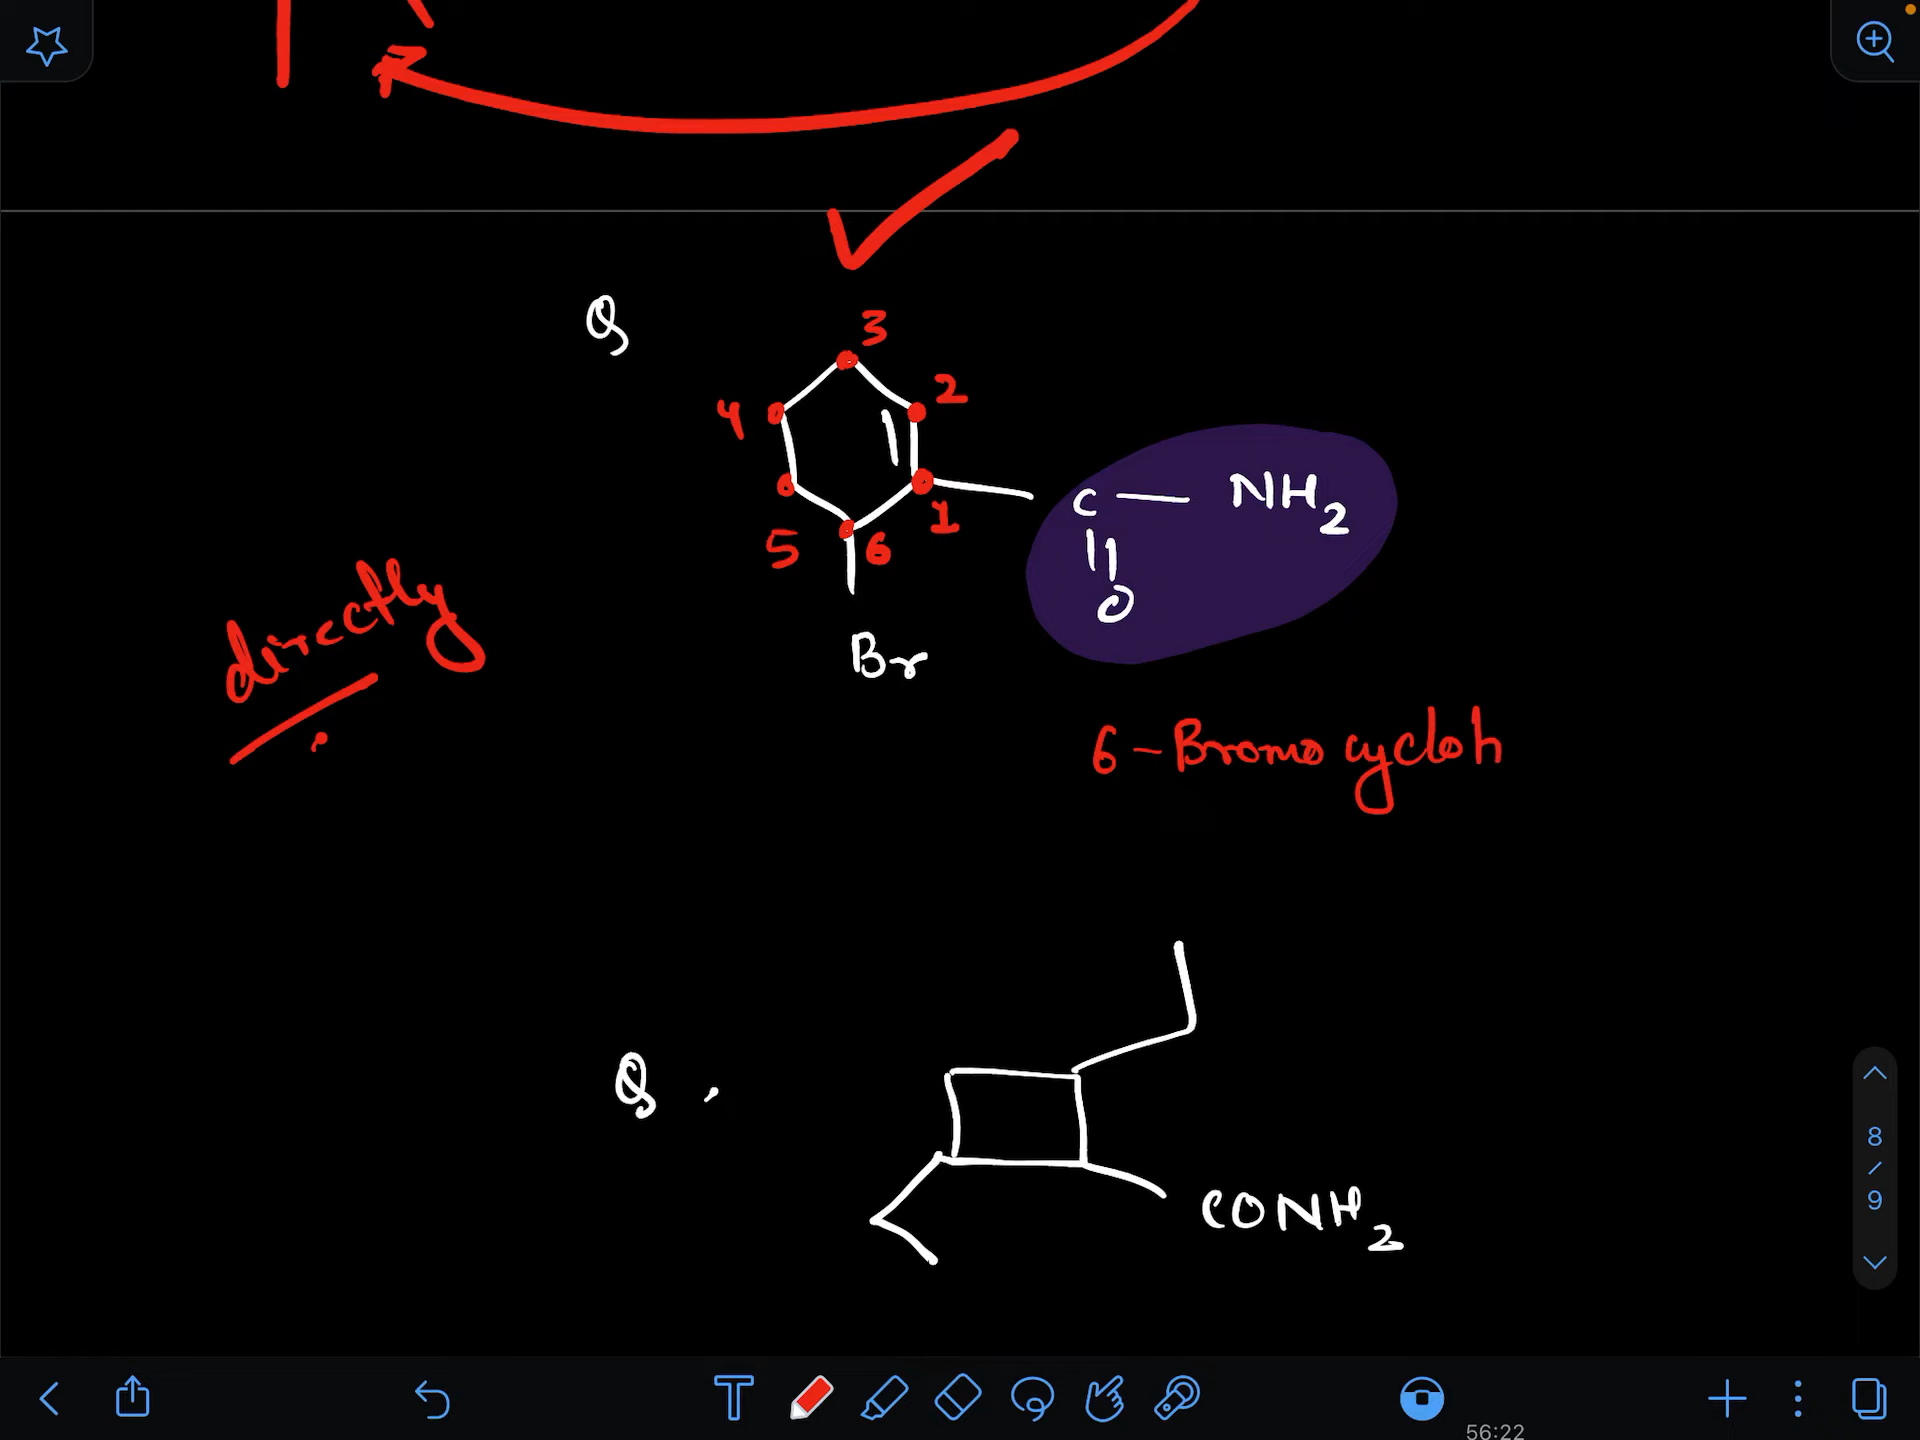 Q
3
4
2
C — NH2
1
5
6
O
directly
Br
6-Bromo cycloh
Q .
CONH2
8
/
9
T
56:22